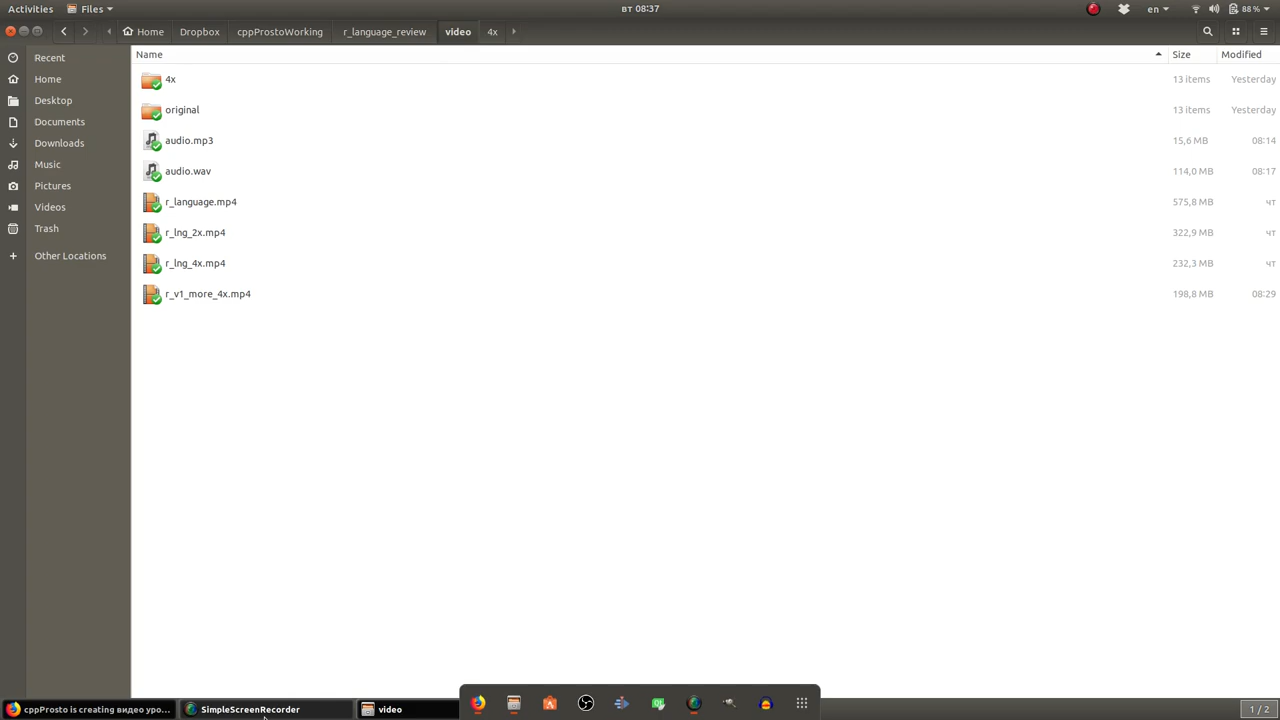 Activities Files вт 08:37 en 88 %
Home Dropbox cppProstoWorking r_language_review video 4x
Name Size Modified
Recent
Home
Desktop
Documents
Downloads
Music
Pictures
Videos
Trash
Other Locations
4x 13 items Yesterday
original 13 items Yesterday
audio.mp3 15,6 MB 08:14
audio.wav 114,0 MB 08:17
r_language.mp4 575,8 MB чт
r_lng_2x.mp4 322,9 MB чт
r_lng_4x.mp4 232,3 MB чт
r_v1_more_4x.mp4 198,8 MB 08:29
cppProsto is creating видео уро... SimpleScreenRecorder video 1 / 2